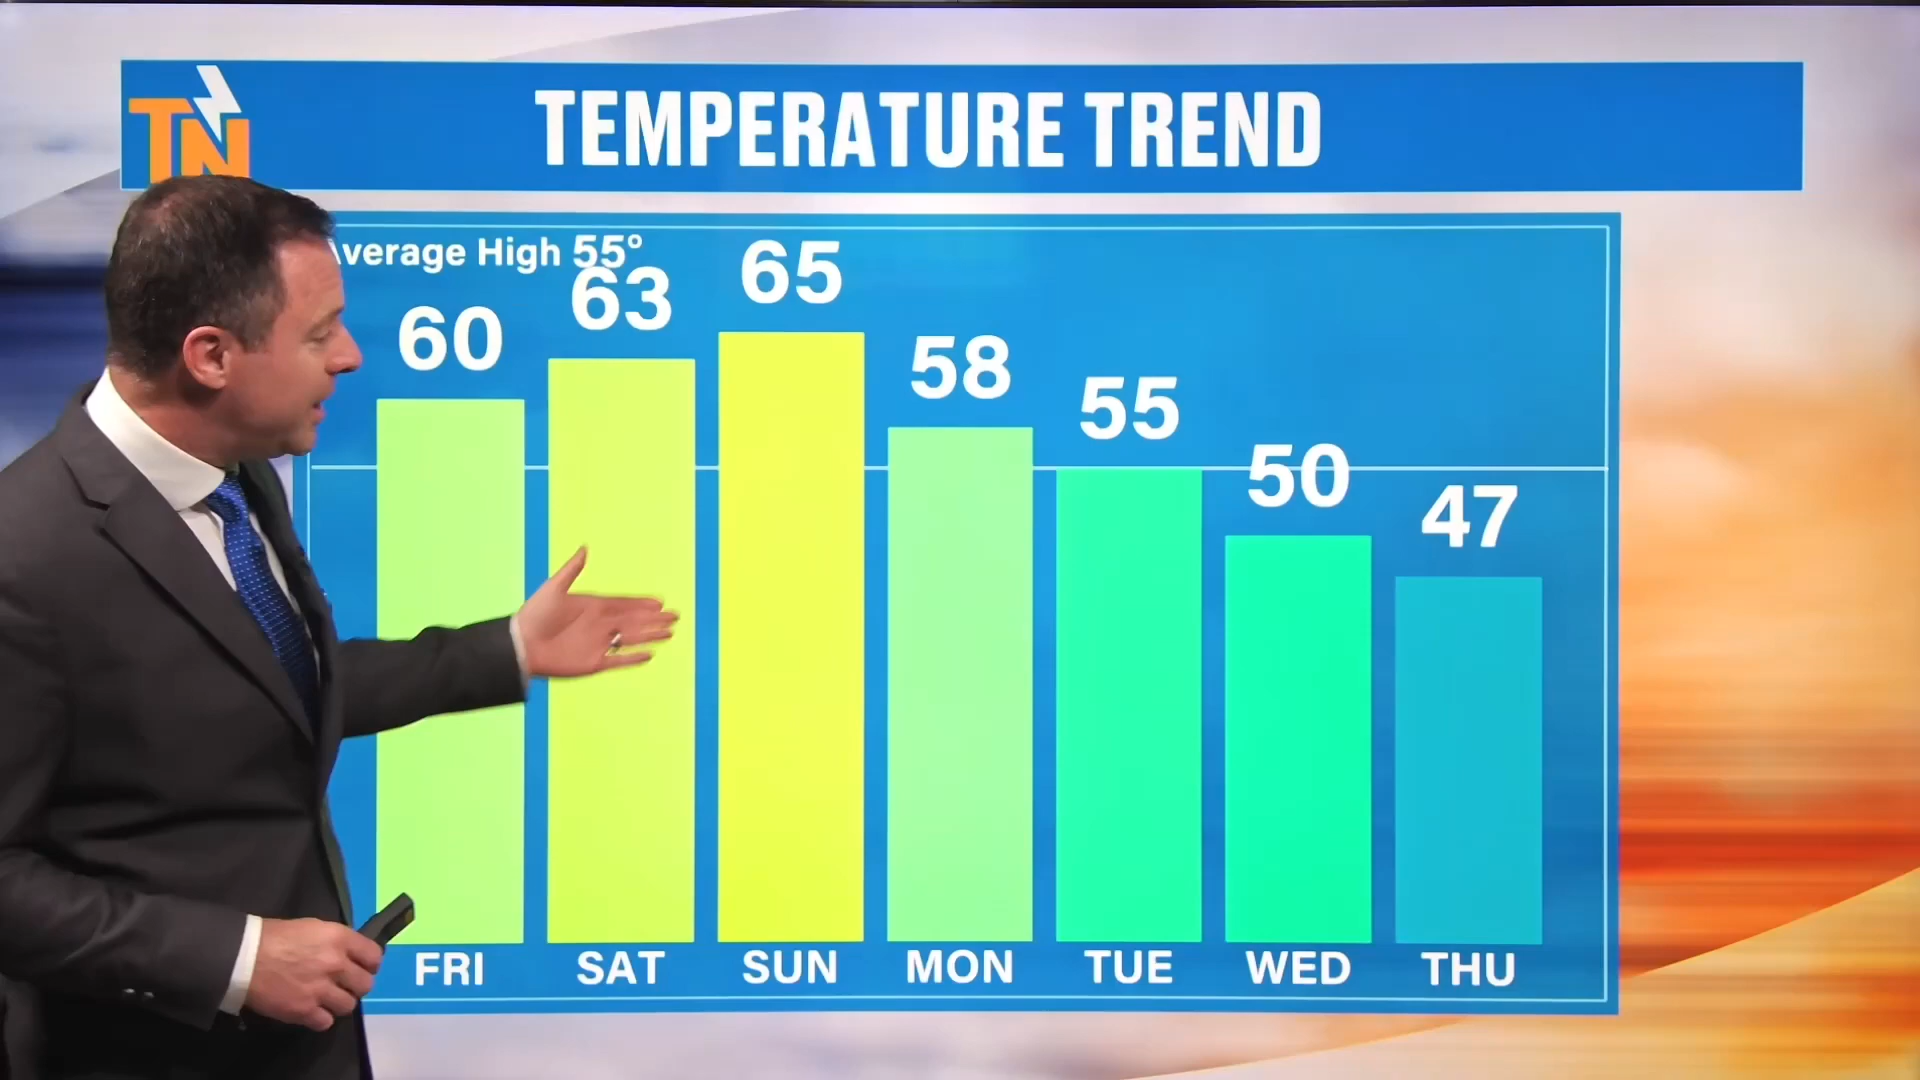 TN
TEMPERATURE TREND
Average High 55°
60 63 65 58 55 50 47
FRI SAT SUN MON TUE WED THU